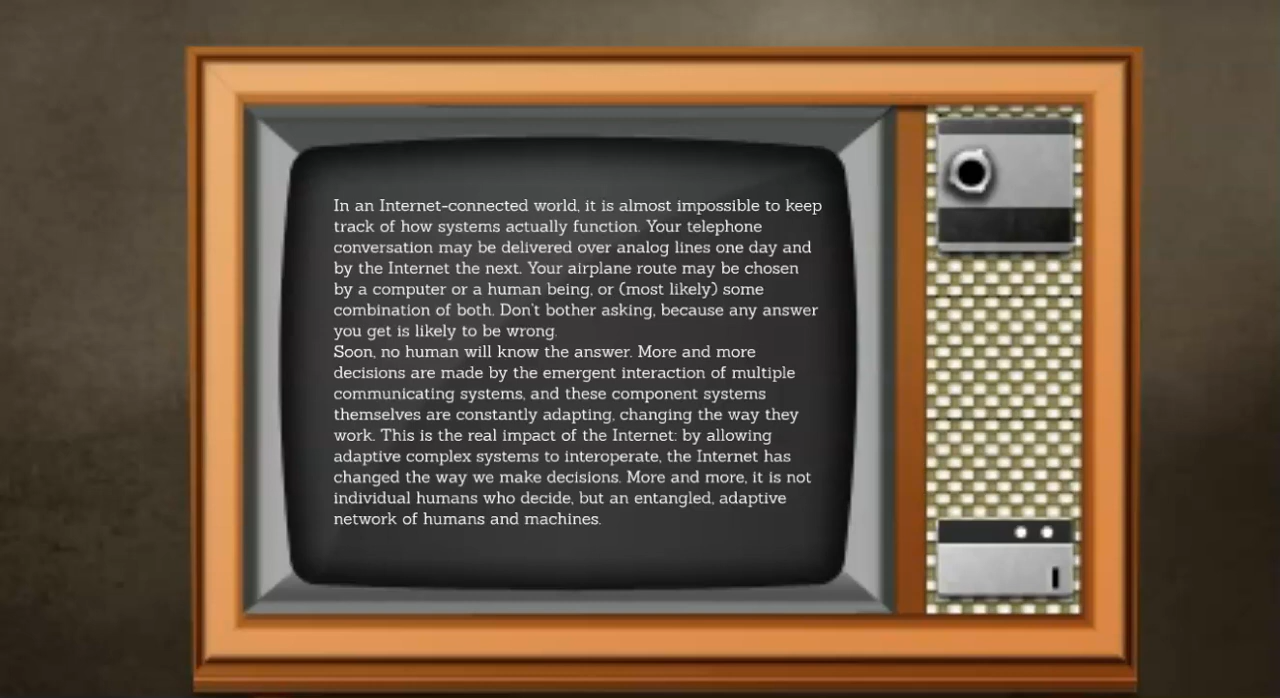 In an Internet-connected world, it is almost impossible to keep
track of how systems actually function. Your telephone
conversation may be delivered over analog lines one day and
by the Internet the next. Your airplane route may be chosen
by a computer or a human being, or (most likely) some
combination of both. Don't bother asking, because any answer
you get is likely to be wrong.
Soon, no human will know the answer. More and more
decisions are made by the emergent interaction of multiple
communicating systems, and these component systems
themselves are constantly adapting, changing the way they
work. This is the real impact of the Internet: by allowing
adaptive complex systems to interoperate, the Internet has
changed the way we make decisions. More and more, it is not
individual humans who decide, but an entangled, adaptive
network of humans and machines.